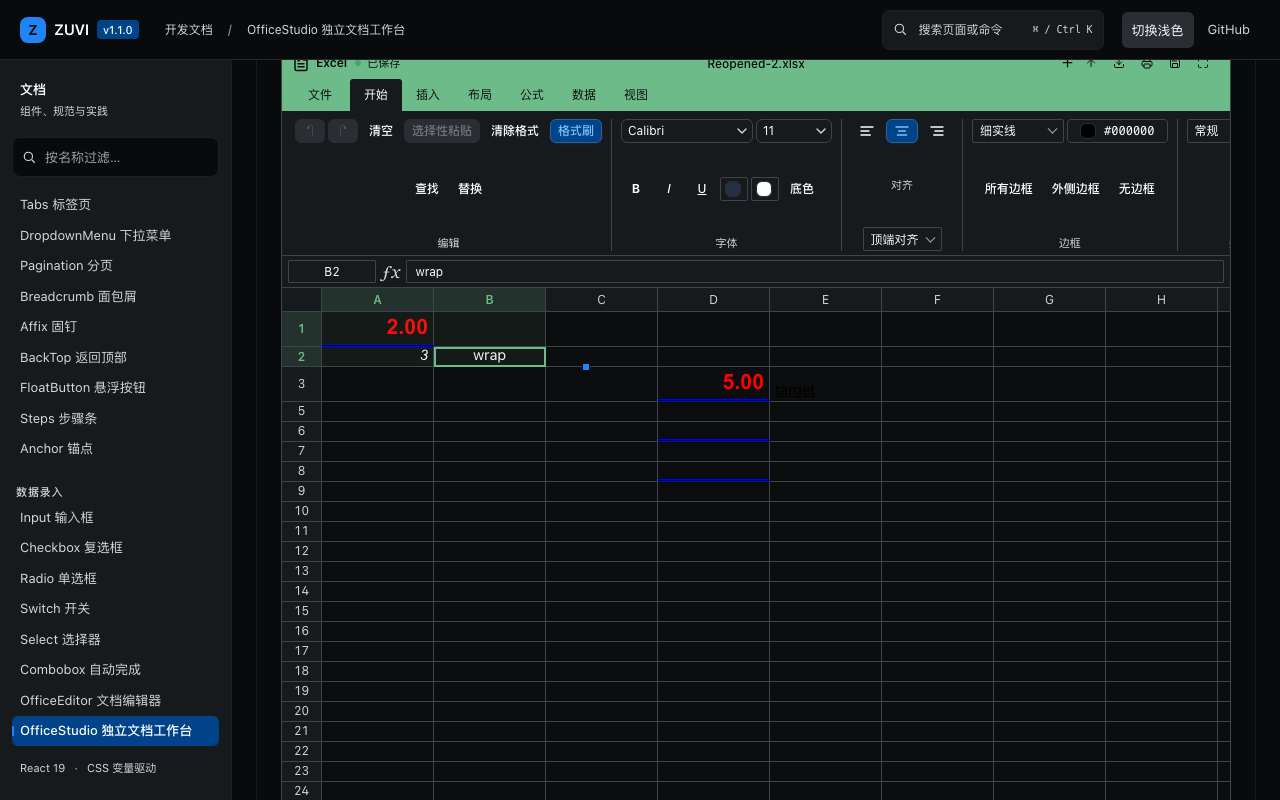 Z ZUVI v1.1.0 开发文档 / OfficeStudio 独立文档工作台 搜索页面或命令 ⌘ / Ctrl K 切换浅色 GitHub
文档
组件、规范与实践
按名称过滤...
Tabs 标签页
DropdownMenu 下拉菜单
Pagination 分页
Breadcrumb 面包屑
Affix 固钉
BackTop 返回顶部
FloatButton 悬浮按钮
Steps 步骤条
Anchor 锚点
数据录入
Input 输入框
Checkbox 复选框
Radio 单选框
Switch 开关
Select 选择器
Combobox 自动完成
OfficeEditor 文档编辑器
OfficeStudio 独立文档工作台
React 19 · CSS 变量驱动
Excel 已保存 Reopened-2.xlsx
文件 开始 插入 布局 公式 数据 视图
清空 选择性粘贴 清除格式 格式刷
查找 替换
编辑
Calibri 11
B I U 底色
字体
对齐
顶端对齐
细实线 #000000
所有边框 外侧边框 无边框
边框
常规
B2 fx wrap
A B C D E F G H
1 2.00
2 3 wrap
3 5.00 target
5
6
7
8
9
10
11
12
13
14
15
16
17
18
19
20
21
22
23
24